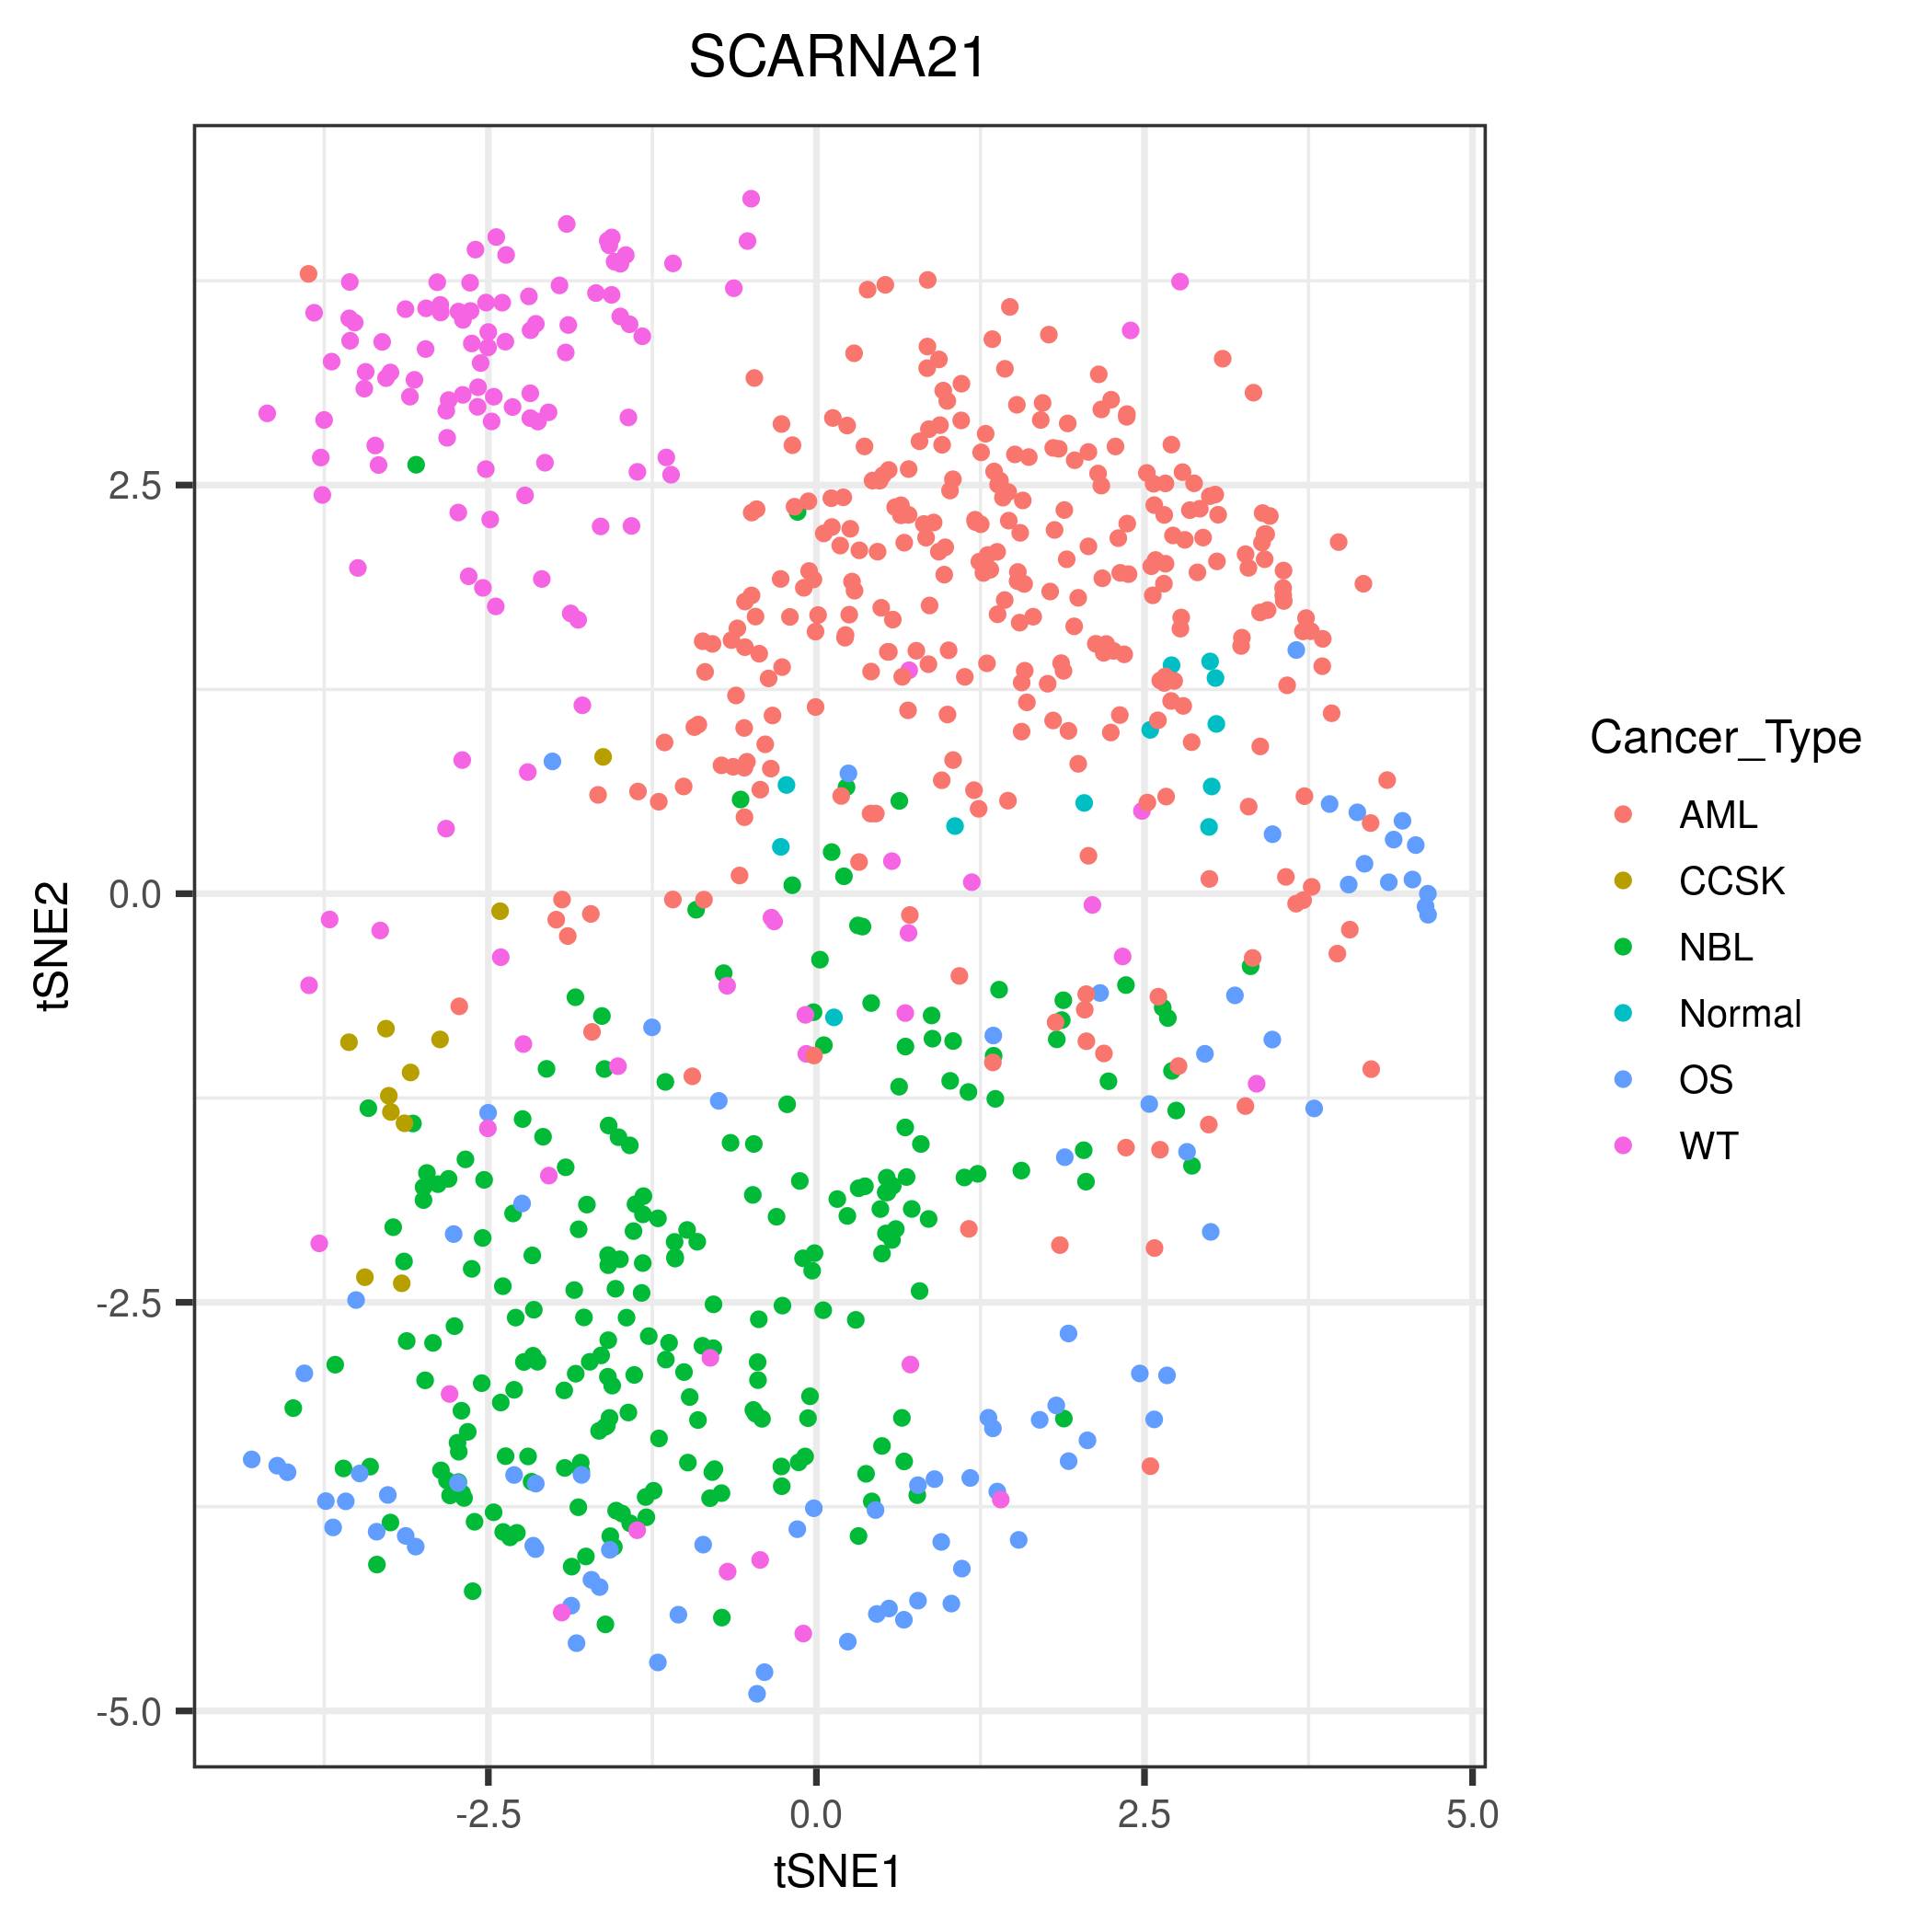 SCARNA21
tSNE2
2.5
0.0
-2.5
-5.0
-2.5
0.0
2.5
5.0
tSNE1
Cancer_Type
AML
CCSK
NBL
Normal
OS
WT